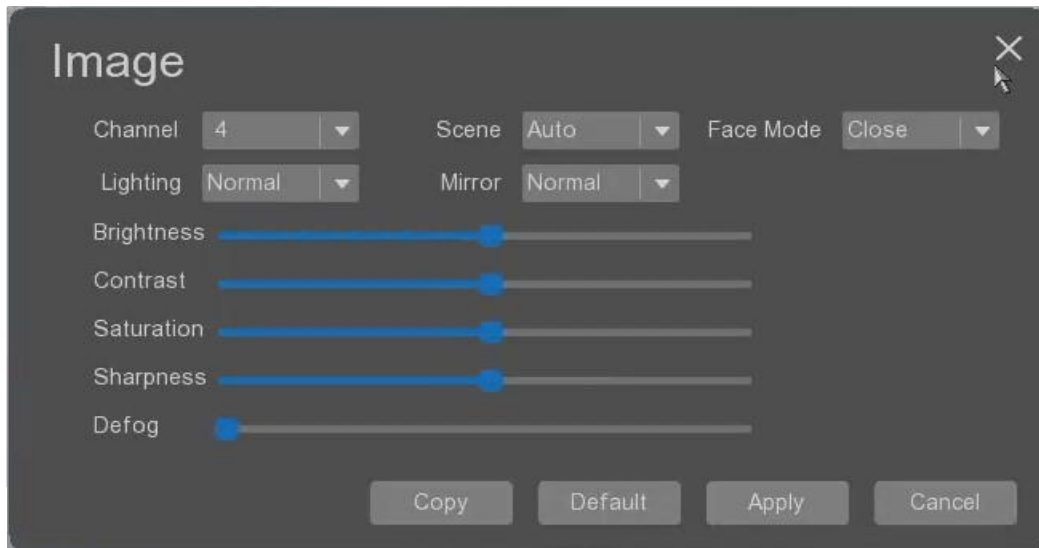 Image
Channel 4 Scene Auto Face Mode Close
Lighting Normal Mirror Normal
Brightness
Contrast
Saturation
Sharpness
Defog
Copy Default Apply Cancel